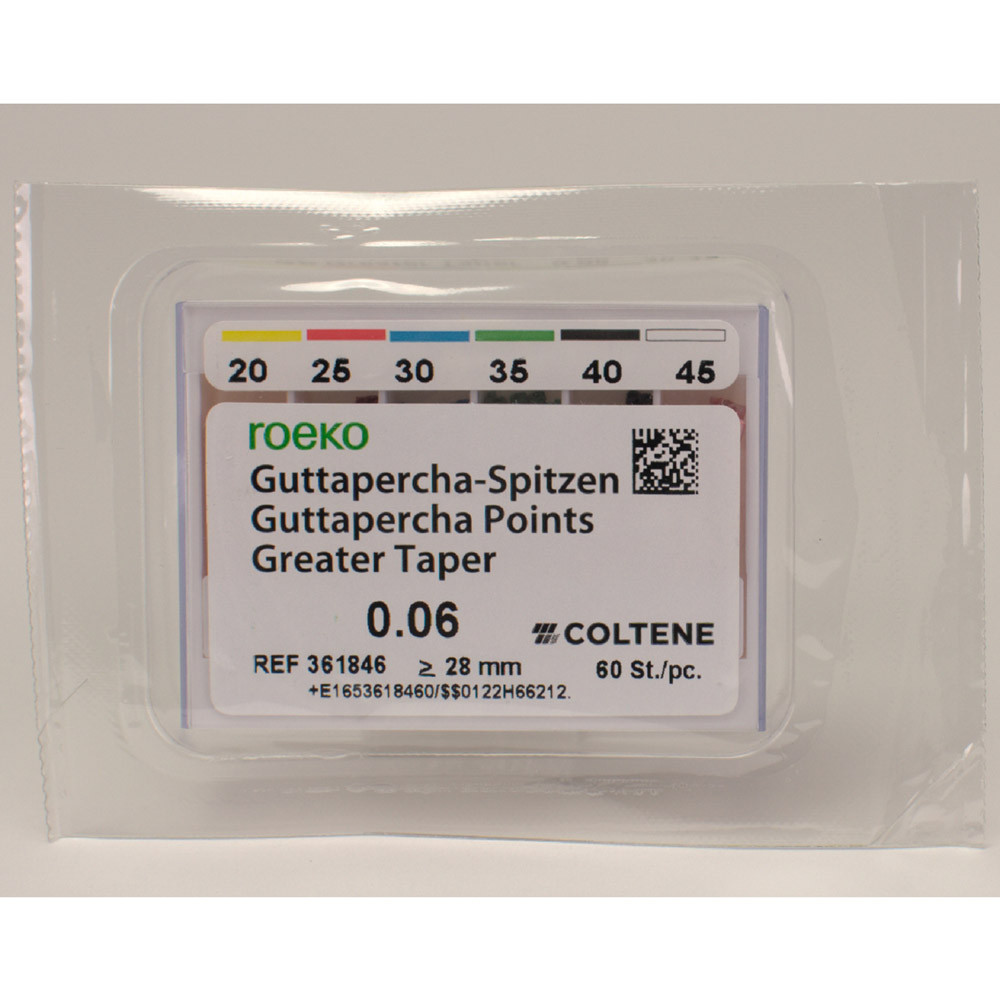 20 25 30 35 40 45
roeko
Guttapercha-Spitzen
Guttapercha Points
Greater Taper
0.06
COLTENE
REF 361846 ≥ 28 mm 60 St./pc.
+E1653618460/$$0122H66212.